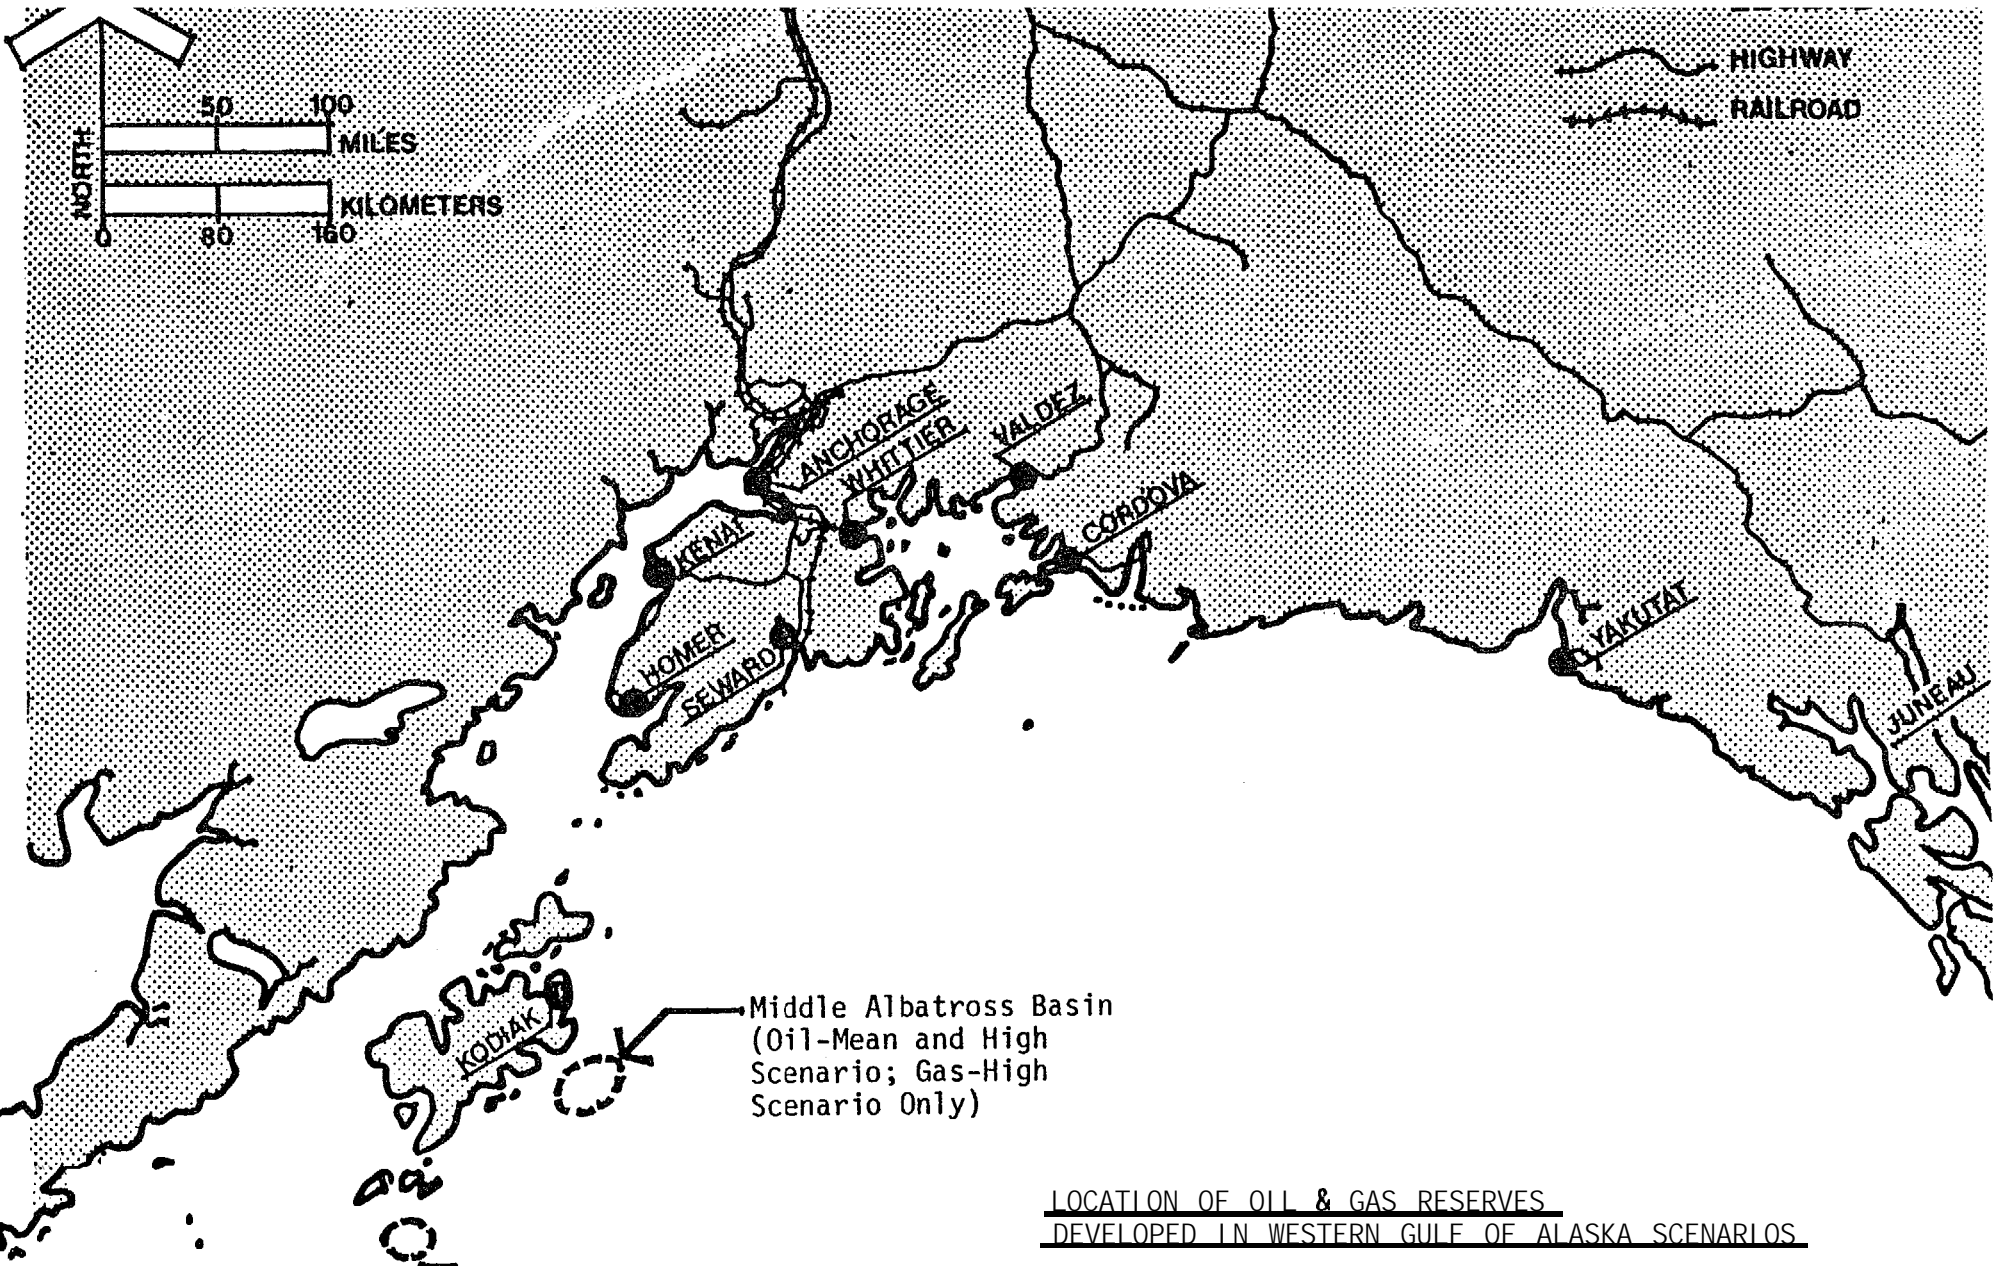 HIGHWAY
RAILROAD
50
100
MILES
KILOMETERS
0
80
160
NORTH
ANCHORAGE
WHITTIER
VALDEZ
CORDOVA
KENAI
HOMER
SEWARD
YAKUTAT
JUNEAU
KODIAK
Middle Albatross Basin
(Oil-Mean and High
Scenario; Gas-High
Scenario Only)
LOCATION OF OIL & GAS RESERVES
DEVELOPED IN WESTERN GULF OF ALASKA SCENARIOS